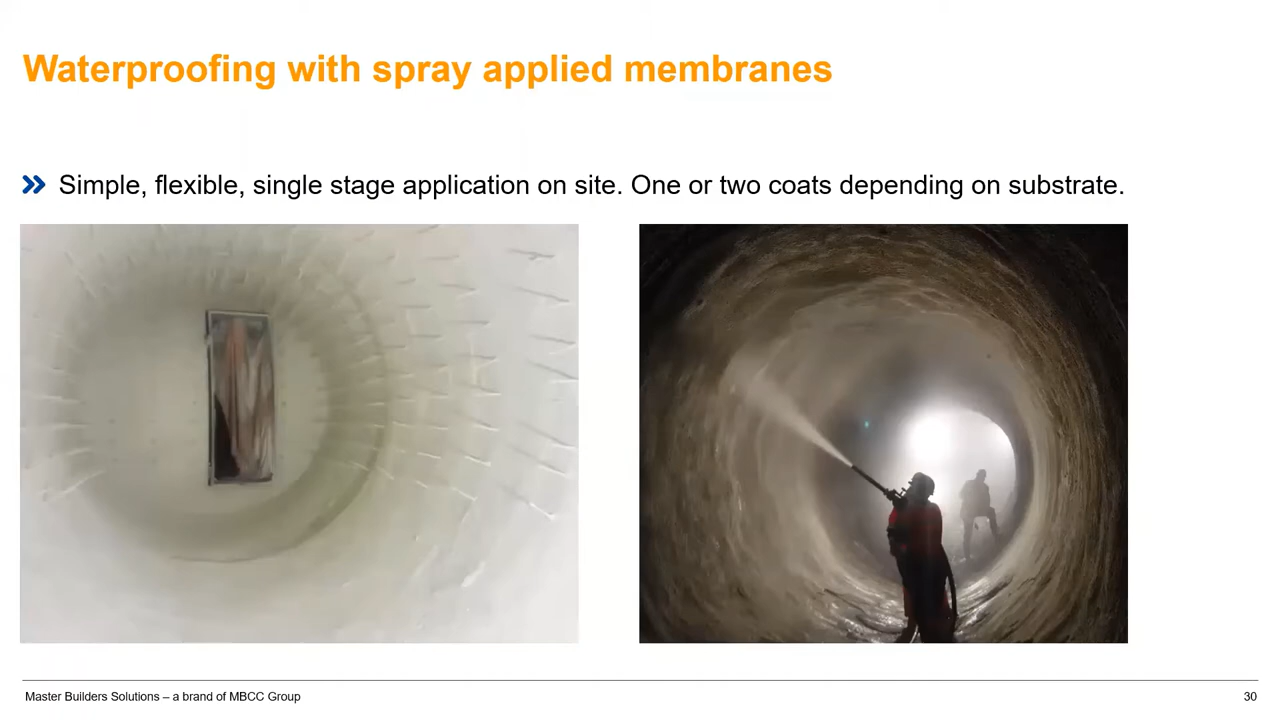 Waterproofing with spray applied membranes
Simple, flexible, single stage application on site. One or two coats depending on substrate.
Master Builders Solutions – a brand of MBCC Group
30